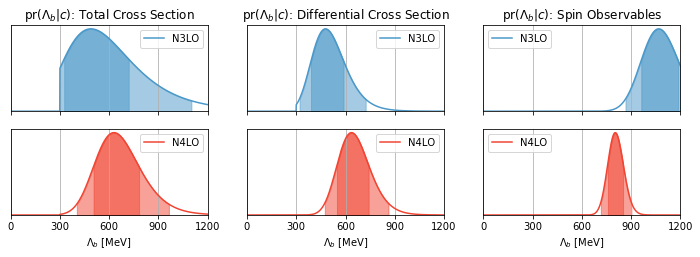 pr(Λb|c): Total Cross Section
pr(Λb|c): Differential Cross Section
pr(Λb|c): Spin Observables
N3LO
N3LO
N3LO
N4LO
N4LO
N4LO
0 300 600 900 1200
0 300 600 900 1200
0 300 600 900 1200
Λb [MeV]
Λb [MeV]
Λb [MeV]